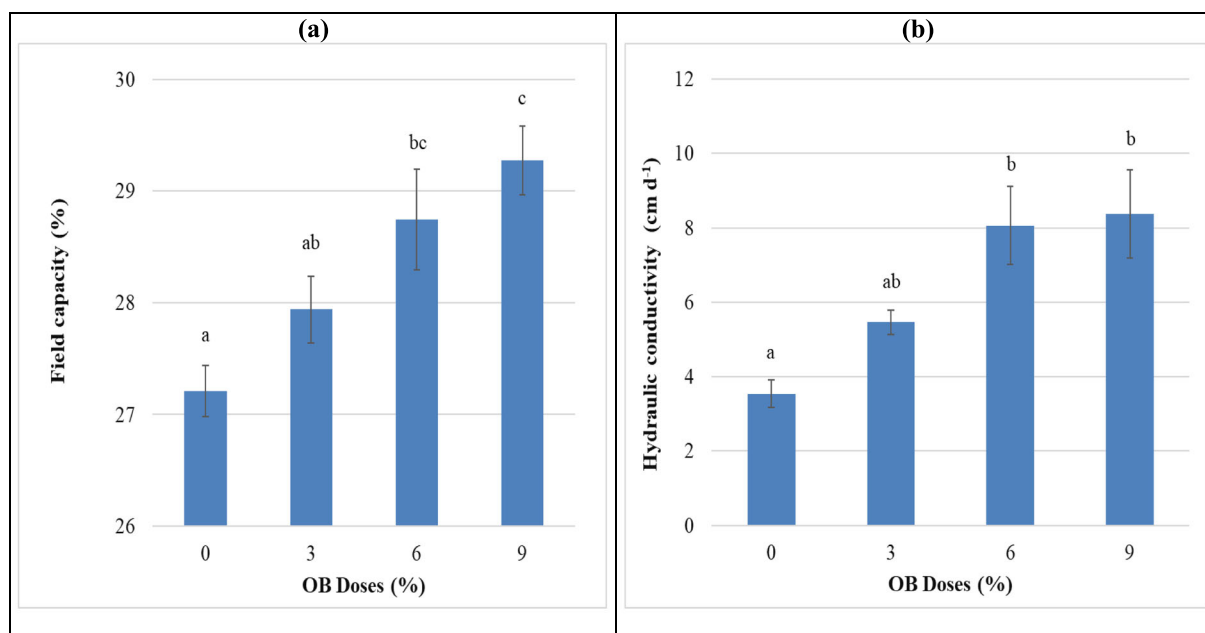 (a)
Field capacity (%)
30
29
28
27
26
a
ab
bc
c
0 3 6 9
OB Doses (%)
(b)
Hydraulic conductivity (cm d⁻¹)
12
10
8
6
4
2
0
a
ab
b
b
0 3 6 9
OB Doses (%)